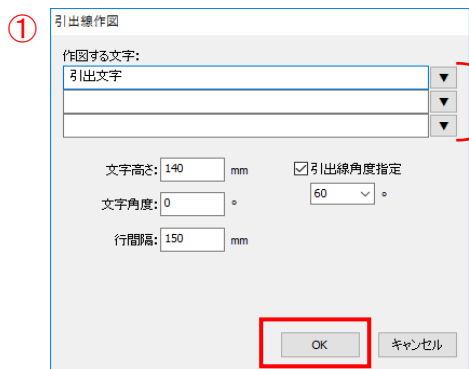 ①
引出線作図
作図する文字:
引出文字 ▼
▼
▼
文字高さ: 140 mm
☑引出線角度指定
60 °
文字角度: 0 °
行間隔: 150 mm
OK キャンセル